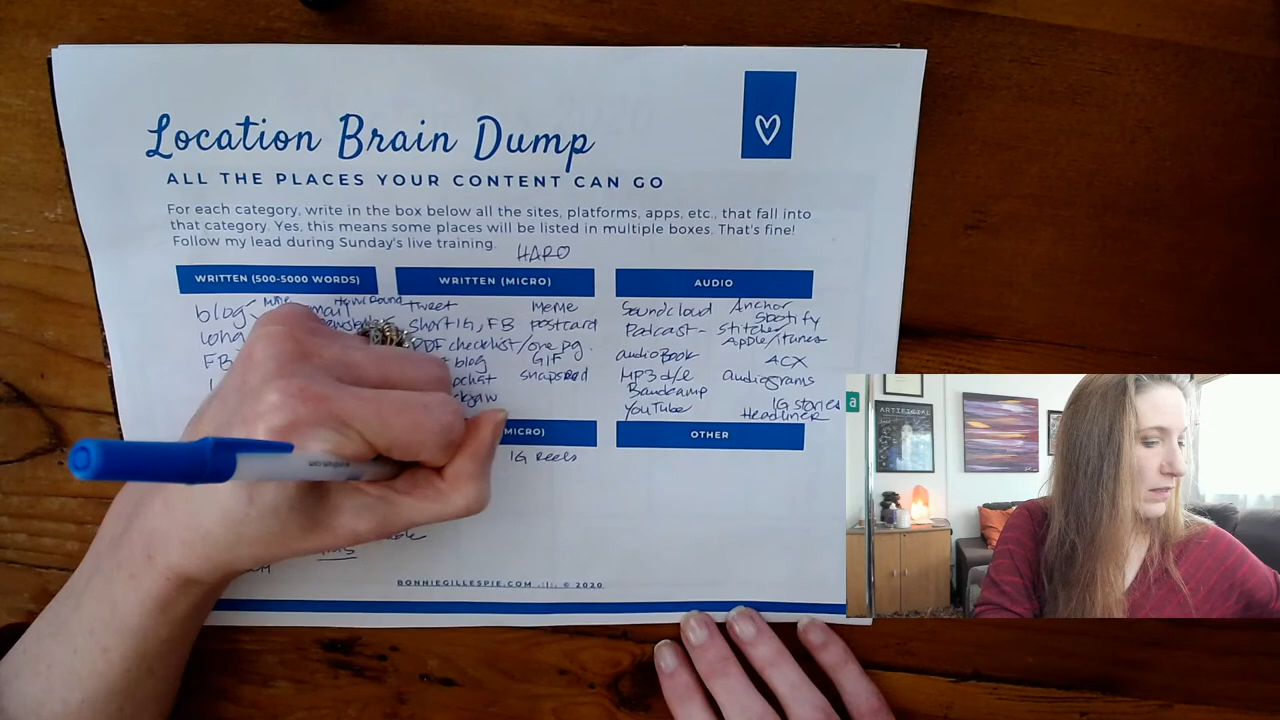 Location Brain Dump
ALL THE PLACES YOUR CONTENT CAN GO
For each category, write in the box below all the sites, platforms, apps, etc., that fall into
that category. Yes, this means some places will be listed in multiple boxes. That's fine!
Follow my lead during Sunday's live training.
HARO
WRITTEN (500-5000 WORDS)
blog
FB
WRITTEN (MICRO)
Tweet Meme
short IG, FB postcard
PDF checklist/one pg.
blog GIF
AUDIO
Soundcloud Anchor
Spotify
Podcast - Stitcher
Apple/iTunes
audioBook ACX
MP3 d/l audiograms
Bandcamp
IG stories
YouTube Headliner
MICRO)
IG Reels
OTHER
BONNIEGILLESPIE.COM .:|:. © 2020
a
ARTIFICIAL